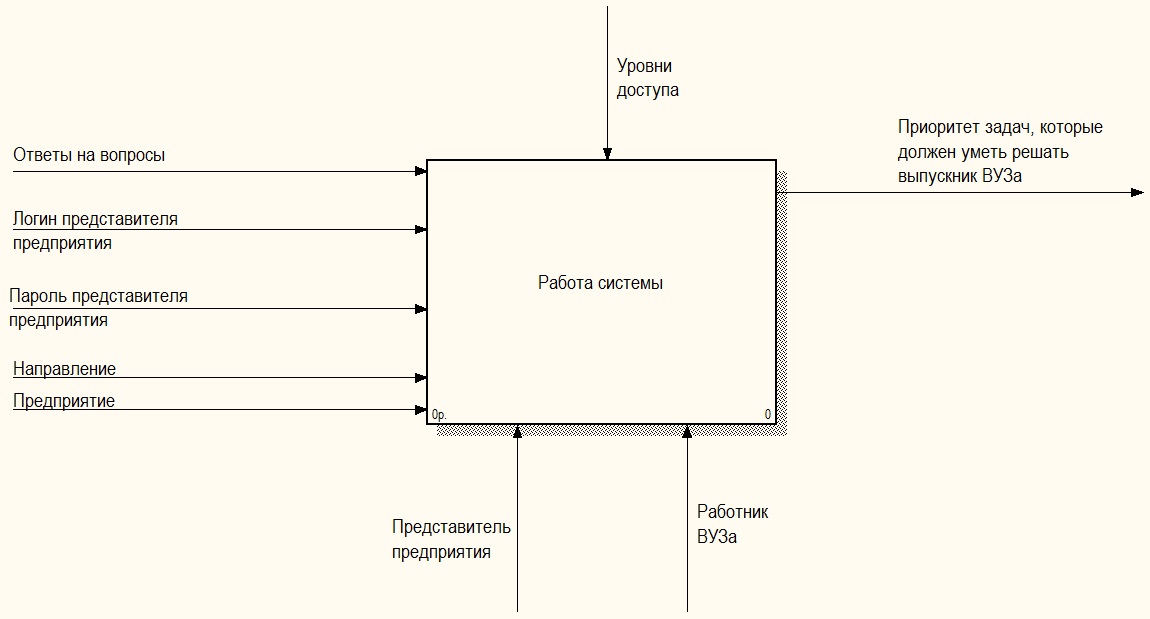 Уровни
доступа
Приоритет задач, которые
должен уметь решать
выпускник ВУЗа
Ответы на вопросы
Логин представителя
предприятия
Пароль представителя
предприятия
Направление
Предприятие
Работа системы
0р.
0
Представитель
предприятия
Работник
ВУЗа